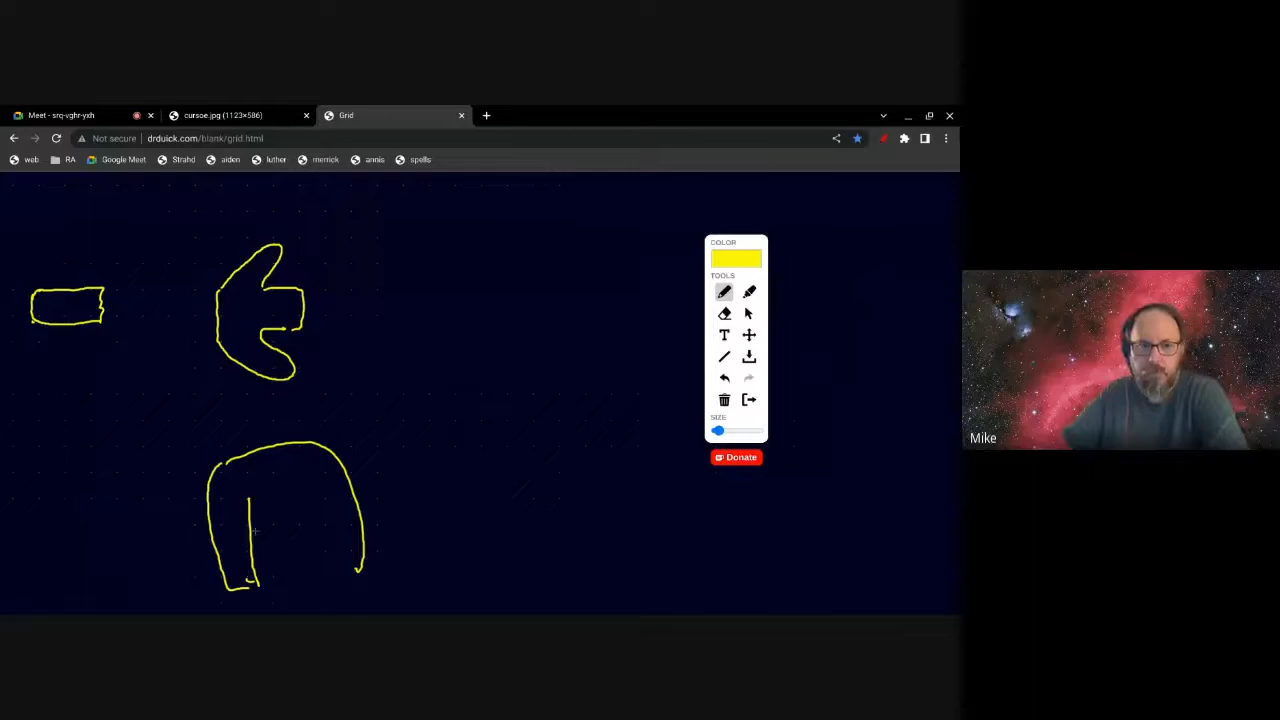 Meet - srq-vghr-yxh
cursoe.jpg (1123×586)
Grid
Not secure
drduick.com/blank/grid.html
web
RA
Google Meet
Strahd
aiden
luther
merrick
annis
spells
COLOR
TOOLS
T
SIZE
Donate
Mike